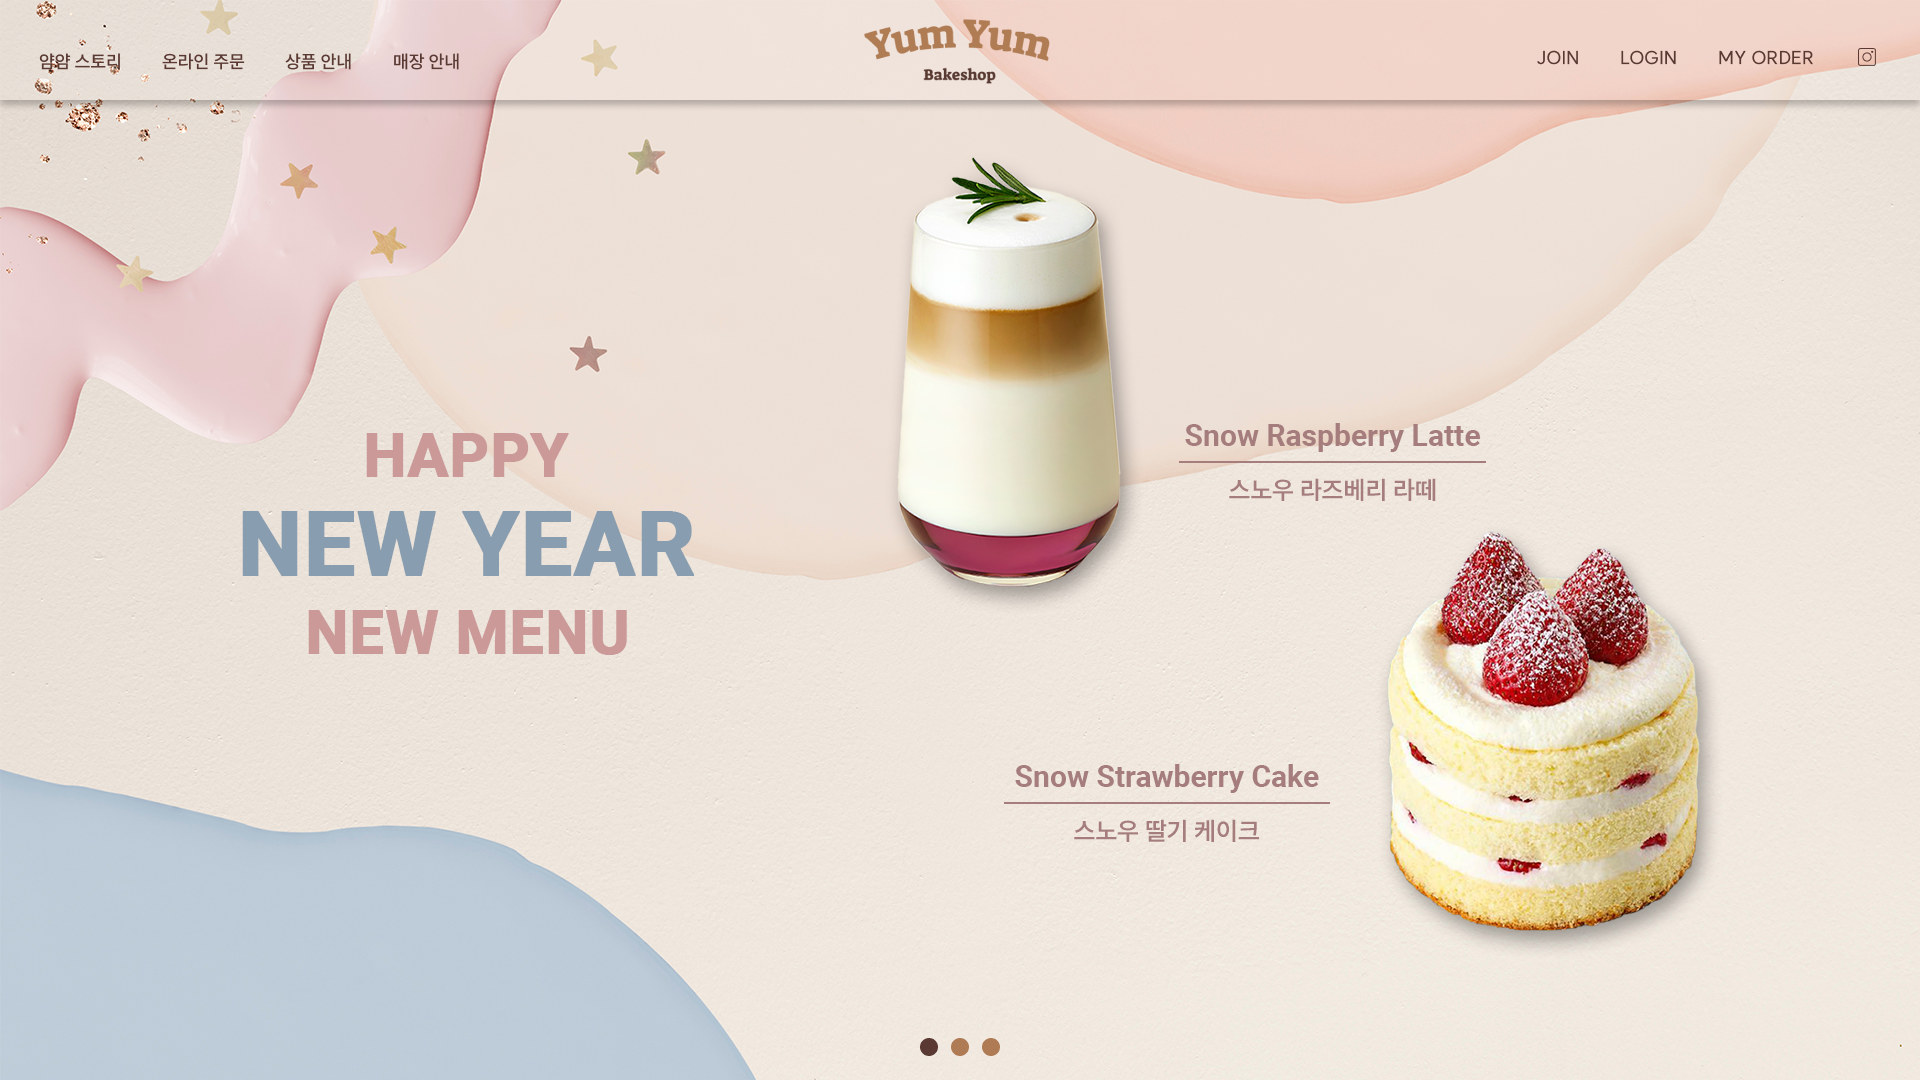 얌얌 스토리
온라인 주문
상품 안내
매장 안내
Yum Yum
Bakeshop
JOIN
LOGIN
MY ORDER
HAPPY
NEW YEAR
NEW MENU
Snow Raspberry Latte
스노우 라즈베리 라떼
Snow Strawberry Cake
스노우 딸기 케이크